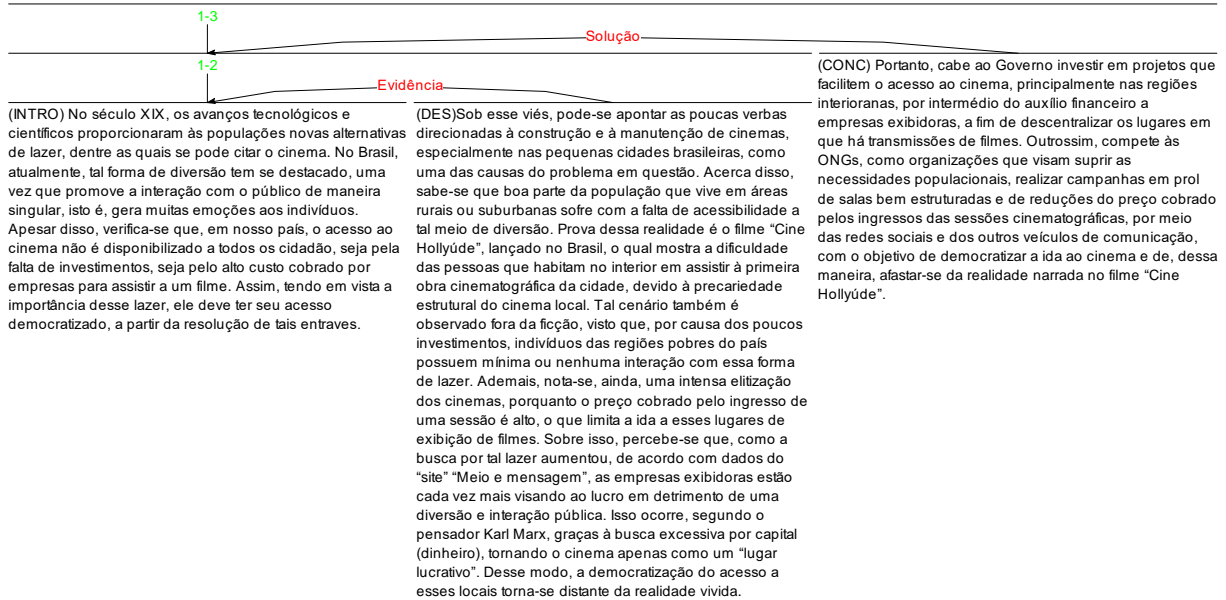 1-3
Solução
1-2
Evidência
(INTRO) No século XIX, os avanços tecnológicos e
científicos proporcionaram às populações novas alternativas
de lazer, dentre as quais se pode citar o cinema. No Brasil,
atualmente, tal forma de diversão tem se destacado, uma
vez que promove a interação com o público de maneira
singular, isto é, gera muitas emoções aos indivíduos.
Apesar disso, verifica-se que, em nosso país, o acesso ao
cinema não é disponibilizado a todos os cidadão, seja pela
falta de investimentos, seja pelo alto custo cobrado por
empresas para assistir a um filme. Assim, tendo em vista a
importância desse lazer, ele deve ter seu acesso
democratizado, a partir da resolução de tais entraves.
(DES)Sob esse viés, pode-se apontar as poucas verbas
direcionadas à construção e à manutenção de cinemas,
especialmente nas pequenas cidades brasileiras, como
uma das causas do problema em questão. Acerca disso,
sabe-se que boa parte da população que vive em áreas
rurais ou suburbanas sofre com a falta de acessibilidade a
tal meio de diversão. Prova dessa realidade é o filme “Cine
Hollyúde”, lançado no Brasil, o qual mostra a dificuldade
das pessoas que habitam no interior em assistir à primeira
obra cinematográfica da cidade, devido à precariedade
estrutural do cinema local. Tal cenário também é
observado fora da ficção, visto que, por causa dos poucos
investimentos, indivíduos das regiões pobres do país
possuem mínima ou nenhuma interação com essa forma
de lazer. Ademais, nota-se, ainda, uma intensa elitização
dos cinemas, porquanto o preço cobrado pelo ingresso de
uma sessão é alto, o que limita a ida a esses lugares de
exibição de filmes. Sobre isso, percebe-se que, como a
busca por tal lazer aumentou, de acordo com dados do
“site” “Meio e mensagem”, as empresas exibidoras estão
cada vez mais visando ao lucro em detrimento de uma
diversão e interação pública. Isso ocorre, segundo o
pensador Karl Marx, graças à busca excessiva por capital
(dinheiro), tornando o cinema apenas como um “lugar
lucrativo”. Desse modo, a democratização do acesso a
esses locais torna-se distante da realidade vivida.
(CONC) Portanto, cabe ao Governo investir em projetos que
facilitem o acesso ao cinema, principalmente nas regiões
interioranas, por intermédio do auxílio financeiro a
empresas exibidoras, a fim de descentralizar os lugares em
que há transmissões de filmes. Outrossim, compete às
ONGs, como organizações que visam suprir as
necessidades populacionais, realizar campanhas em prol
de salas bem estruturadas e de reduções do preço cobrado
pelos ingressos das sessões cinematográficas, por meio
das redes sociais e dos outros veículos de comunicação,
com o objetivo de democratizar a ida ao cinema e de, dessa
maneira, afastar-se da realidade narrada no filme “Cine
Hollyúde”.